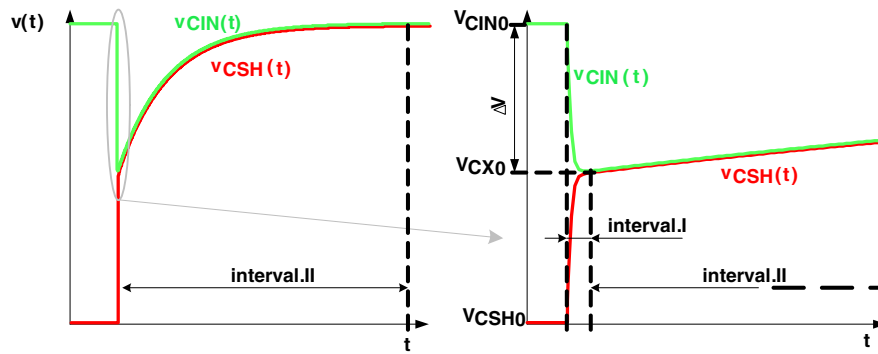 v(t)
vCIN(t)
vCSH(t)
interval.II
t
VCIN0
ΔV
vCIN(t)
VCX0
vCSH(t)
interval.I
interval.II
VCSH0
t